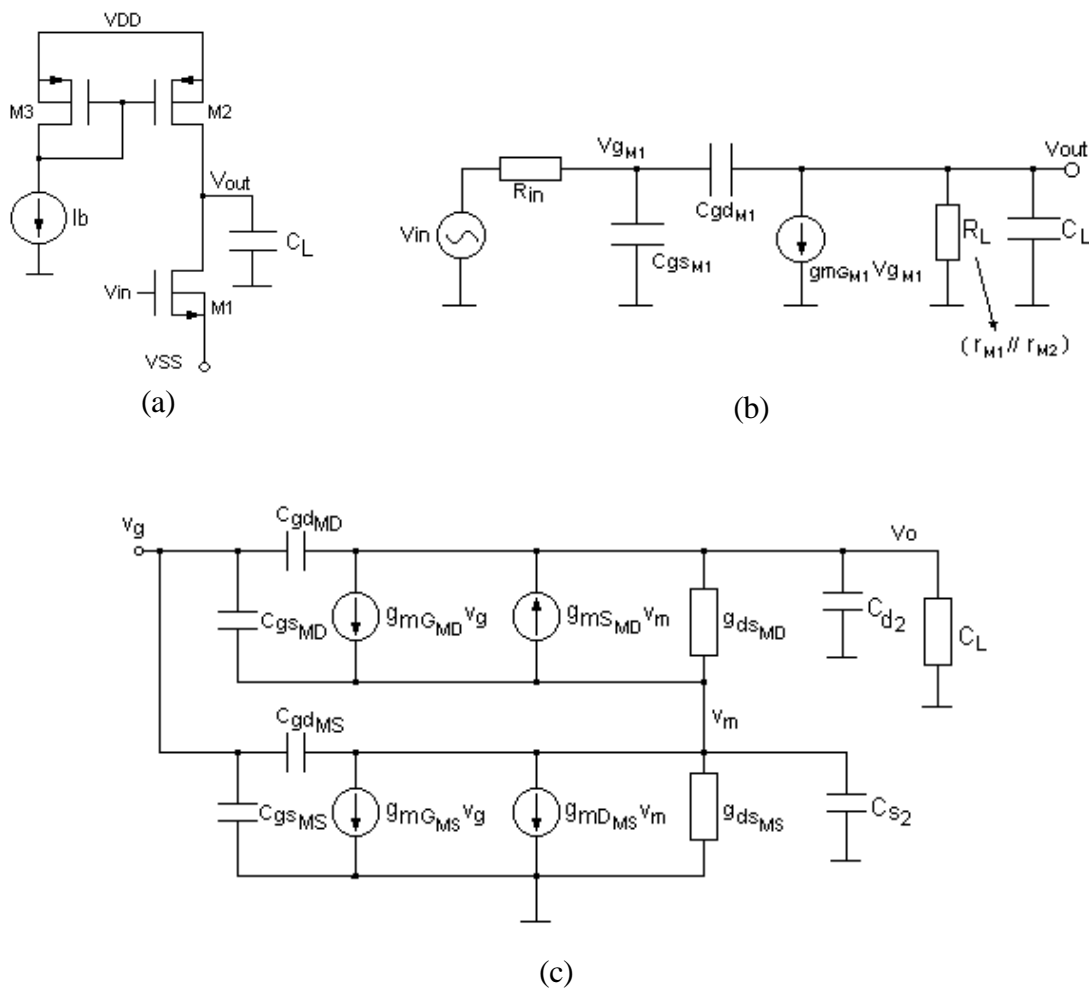 VDD
M3
M2
Vout
Ib
CL
Vin
M1
VSS
(a)
VgM1
Vout
Rin
CgdM1
Vin
CgsM1
gmGM1VgM1
RL
CL
(rM1// rM2)
(b)
vg
CgdMD
Vo
CgsMD
gmGMDvg
gmSMDvm
gdsMD
Cd2
CL
CgdMS
vm
CgsMS
gmGMSvg
gmDMSvm
gdsMS
Cs2
(c)